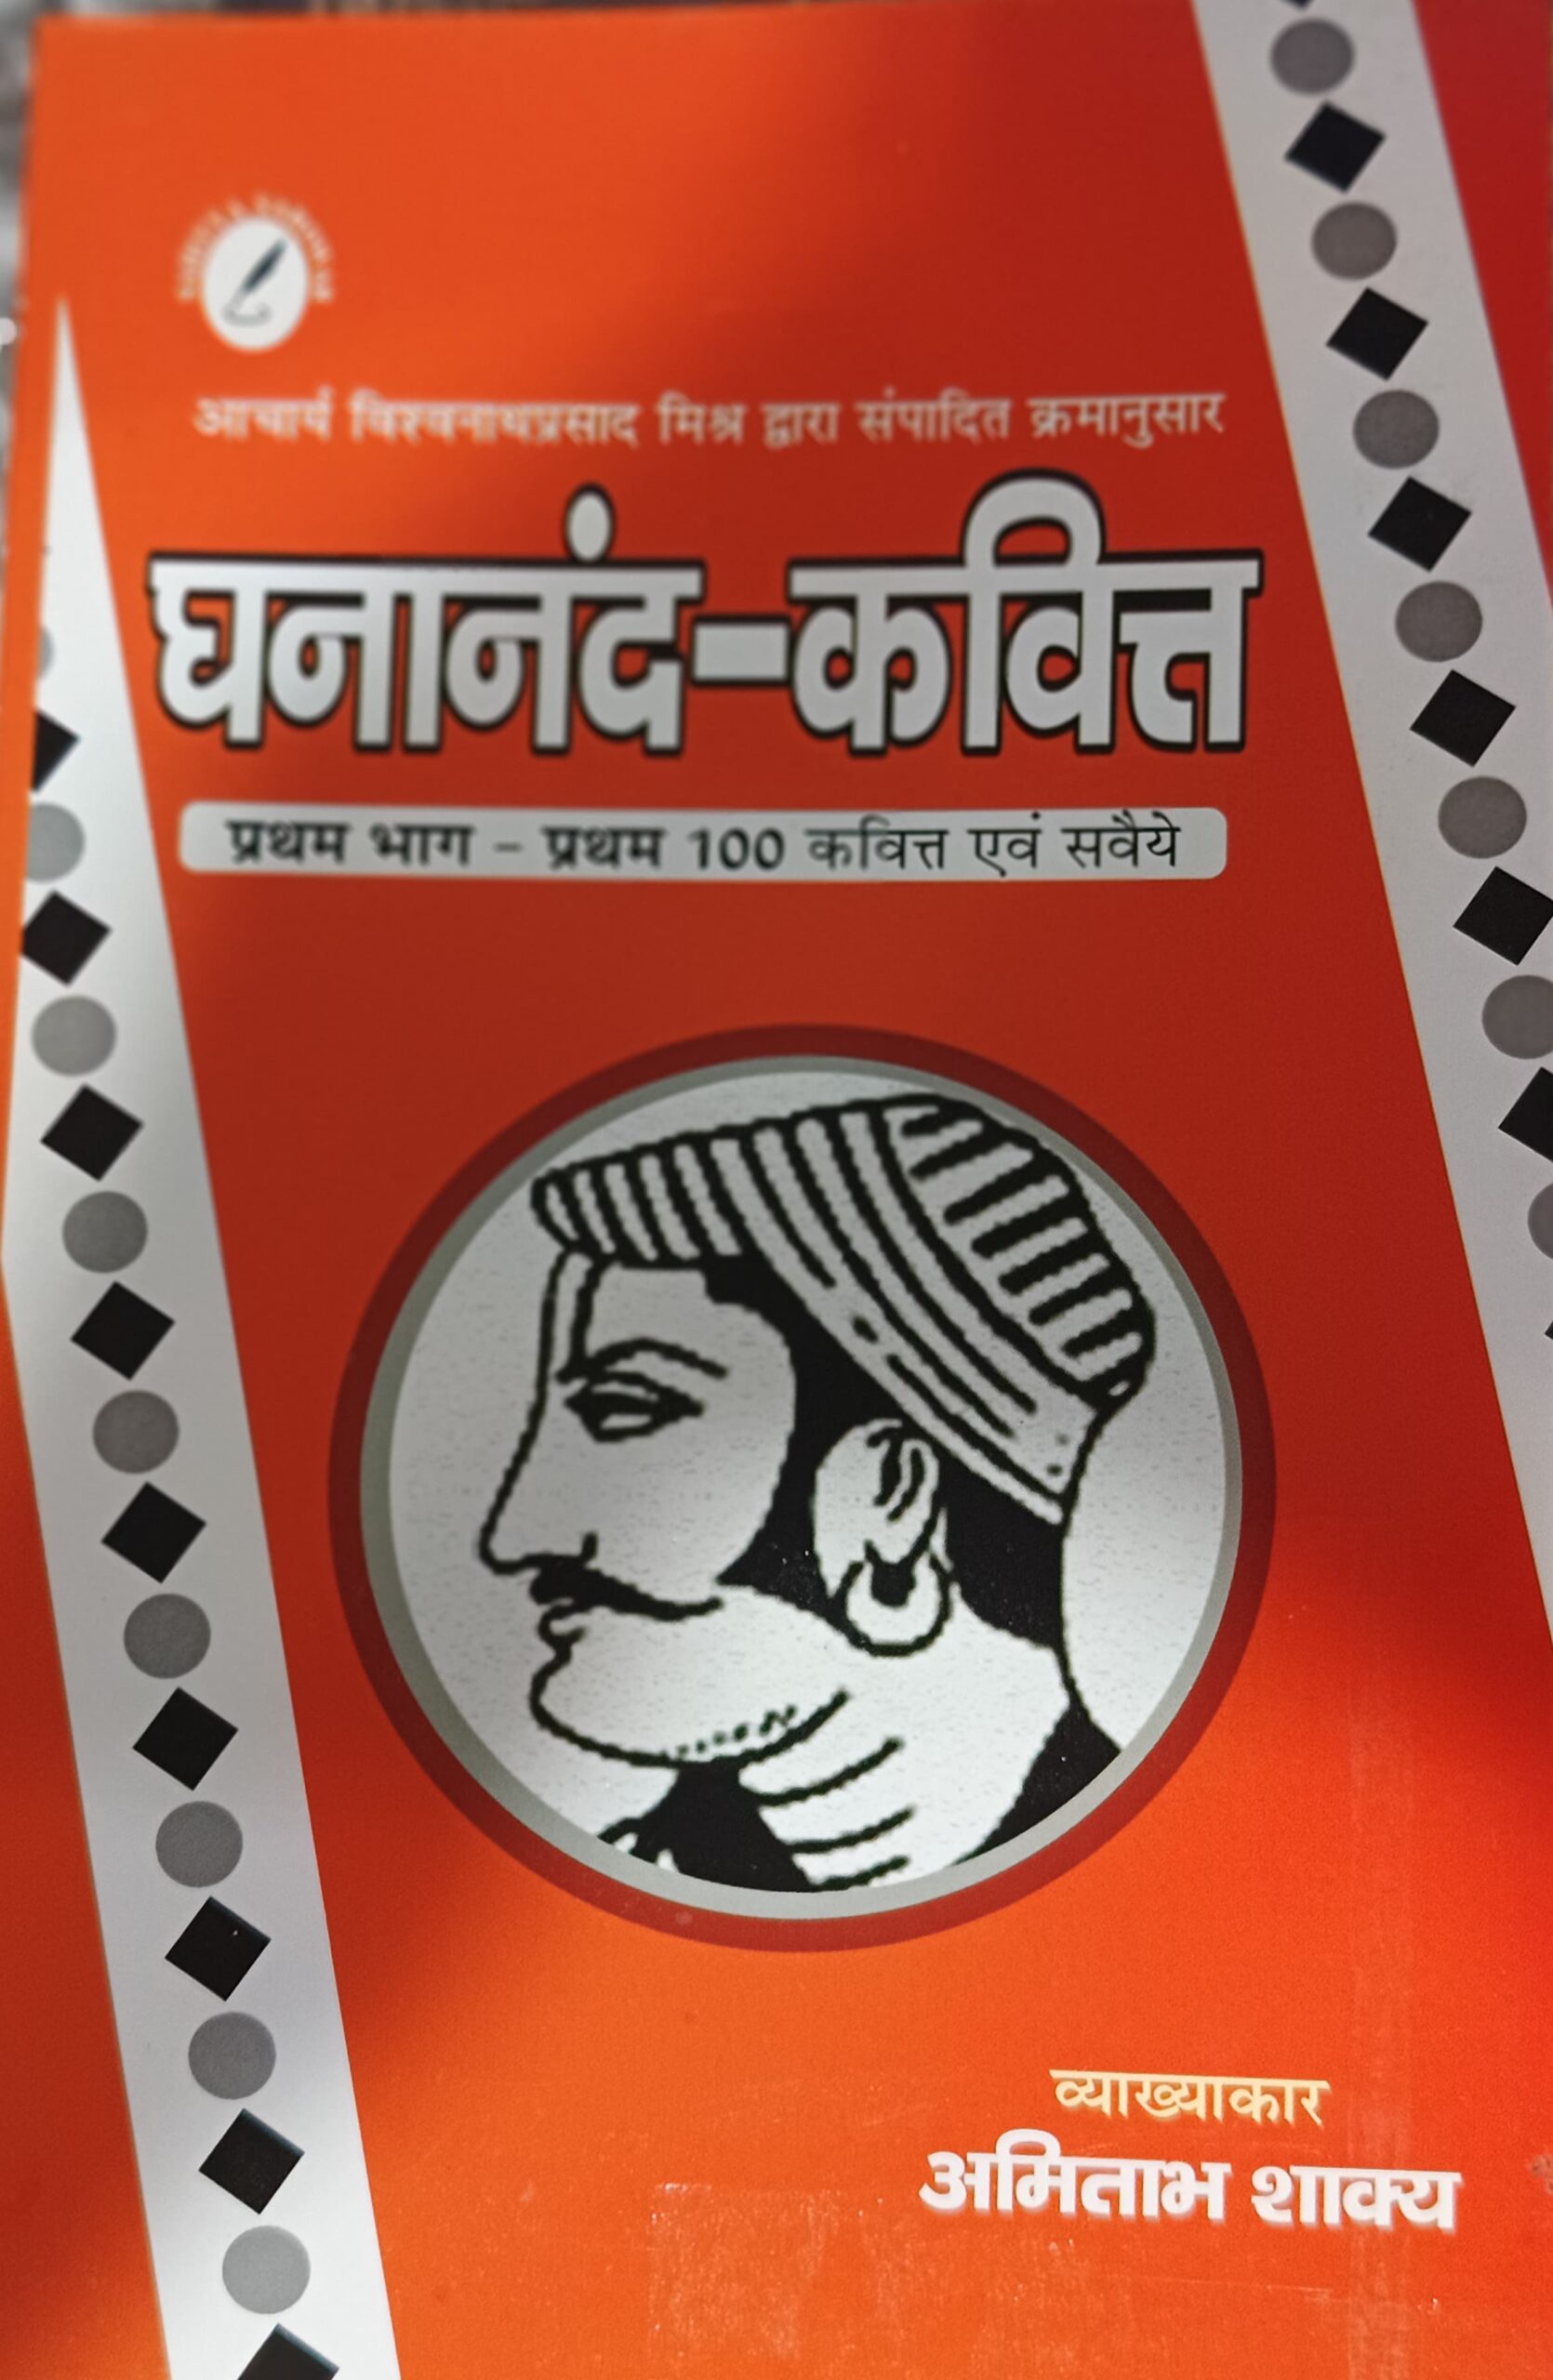 आचार्य विश्वनाथप्रसाद मिश्र द्वारा संपादित क्रमानुसार
घनानंद-कवित्त
प्रथम भाग - प्रथम 100 कवित्त एवं सवैये
व्याख्याकार
अमिताभ शाक्य